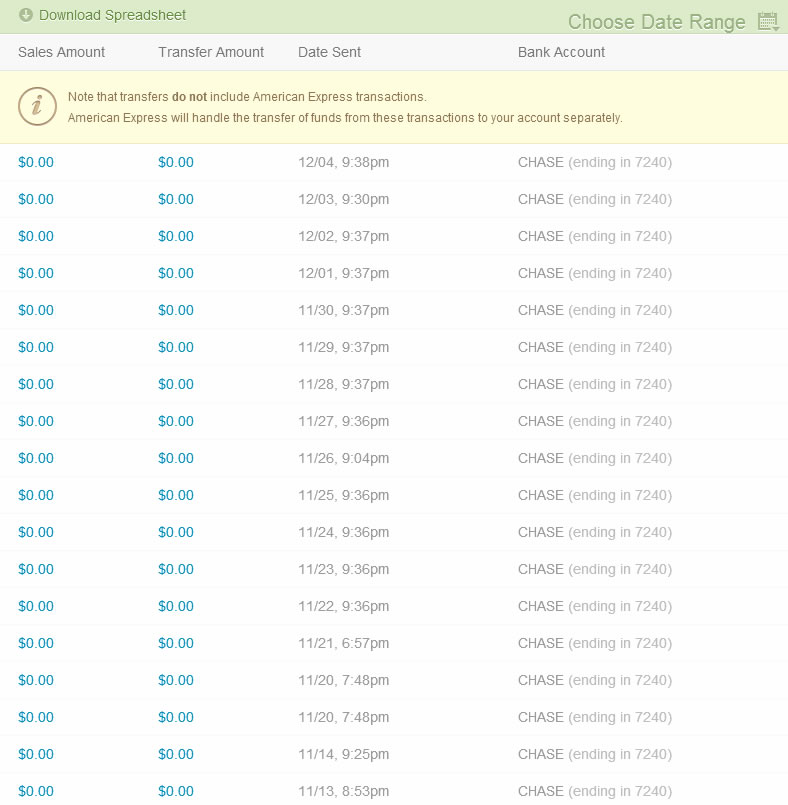 Download Spreadsheet Choose Date Range
Sales Amount Transfer Amount Date Sent Bank Account
i Note that transfers do not include American Express transactions.
American Express will handle the transfer of funds from these transactions to your account separately.
$0.00 $0.00 12/04, 9:38pm CHASE (ending in 7240)
$0.00 $0.00 12/03, 9:30pm CHASE (ending in 7240)
$0.00 $0.00 12/02, 9:37pm CHASE (ending in 7240)
$0.00 $0.00 12/01, 9:37pm CHASE (ending in 7240)
$0.00 $0.00 11/30, 9:37pm CHASE (ending in 7240)
$0.00 $0.00 11/29, 9:37pm CHASE (ending in 7240)
$0.00 $0.00 11/28, 9:37pm CHASE (ending in 7240)
$0.00 $0.00 11/27, 9:36pm CHASE (ending in 7240)
$0.00 $0.00 11/26, 9:04pm CHASE (ending in 7240)
$0.00 $0.00 11/25, 9:36pm CHASE (ending in 7240)
$0.00 $0.00 11/24, 9:36pm CHASE (ending in 7240)
$0.00 $0.00 11/23, 9:36pm CHASE (ending in 7240)
$0.00 $0.00 11/22, 9:36pm CHASE (ending in 7240)
$0.00 $0.00 11/21, 6:57pm CHASE (ending in 7240)
$0.00 $0.00 11/20, 7:48pm CHASE (ending in 7240)
$0.00 $0.00 11/20, 7:48pm CHASE (ending in 7240)
$0.00 $0.00 11/14, 9:25pm CHASE (ending in 7240)
$0.00 $0.00 11/13, 8:53pm CHASE (ending in 7240)